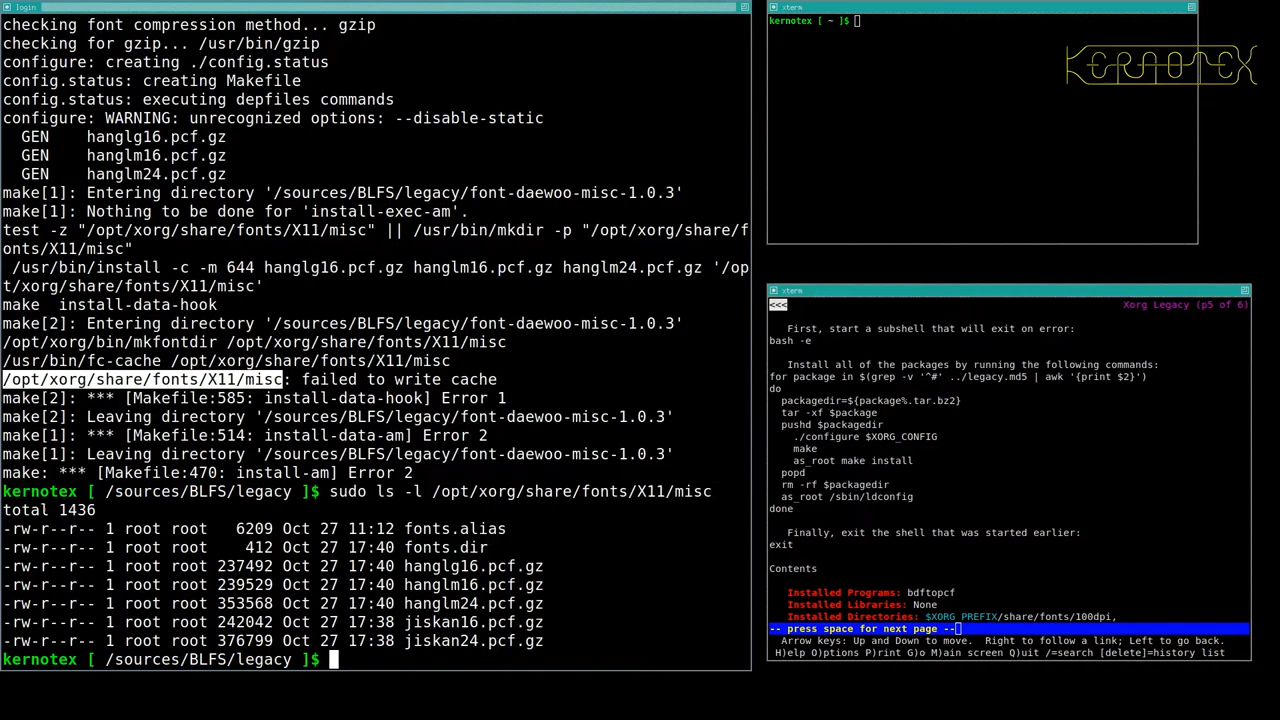 login
checking font compression method... gzip
checking for gzip... /usr/bin/gzip
configure: creating ./config.status
config.status: creating Makefile
config.status: executing depfiles commands
configure: WARNING: unrecognized options: --disable-static
  GEN    hanglg16.pcf.gz
  GEN    hanglm16.pcf.gz
  GEN    hanglm24.pcf.gz
make[1]: Entering directory '/sources/BLFS/legacy/font-daewoo-misc-1.0.3'
make[1]: Nothing to be done for 'install-exec-am'.
test -z "/opt/xorg/share/fonts/X11/misc" || /usr/bin/mkdir -p "/opt/xorg/share/f
onts/X11/misc"
 /usr/bin/install -c -m 644 hanglg16.pcf.gz hanglm16.pcf.gz hanglm24.pcf.gz '/op
t/xorg/share/fonts/X11/misc'
make  install-data-hook
make[2]: Entering directory '/sources/BLFS/legacy/font-daewoo-misc-1.0.3'
/opt/xorg/bin/mkfontdir /opt/xorg/share/fonts/X11/misc
/usr/bin/fc-cache /opt/xorg/share/fonts/X11/misc
/opt/xorg/share/fonts/X11/misc: failed to write cache
make[2]: *** [Makefile:585: install-data-hook] Error 1
make[2]: Leaving directory '/sources/BLFS/legacy/font-daewoo-misc-1.0.3'
make[1]: *** [Makefile:514: install-data-am] Error 2
make[1]: Leaving directory '/sources/BLFS/legacy/font-daewoo-misc-1.0.3'
make: *** [Makefile:470: install-am] Error 2
kernotex [ /sources/BLFS/legacy ]$ sudo ls -l /opt/xorg/share/fonts/X11/misc
total 1436
-rw-r--r-- 1 root root   6209 Oct 27 11:12 fonts.alias
-rw-r--r-- 1 root root    412 Oct 27 17:40 fonts.dir
-rw-r--r-- 1 root root 237492 Oct 27 17:40 hanglg16.pcf.gz
-rw-r--r-- 1 root root 239529 Oct 27 17:40 hanglm16.pcf.gz
-rw-r--r-- 1 root root 353568 Oct 27 17:40 hanglm24.pcf.gz
-rw-r--r-- 1 root root 242042 Oct 27 17:38 jiskan16.pcf.gz
-rw-r--r-- 1 root root 376799 Oct 27 17:38 jiskan24.pcf.gz
kernotex [ /sources/BLFS/legacy ]$
xterm
kernotex [ ~ ]$
KERNOTEX
xterm
<<< Xorg Legacy (p5 of 6)
First, start a subshell that will exit on error:
bash -e
Install all of the packages by running the following commands:
for package in $(grep -v '^#' ../legacy.md5 | awk '{print $2}')
do
  packagedir=${package%.tar.bz2}
  tar -xf $package
  pushd $packagedir
    ./configure $XORG_CONFIG
    make
    as_root make install
  popd
  rm -rf $packagedir
  as_root /sbin/ldconfig
done
Finally, exit the shell that was started earlier:
exit
Contents
Installed Programs: bdftopcf
Installed Libraries: None
Installed Directories: $XORG_PREFIX/share/fonts/100dpi,
-- press space for next page --
Arrow keys: Up and Down to move.  Right to follow a link; Left to go back.
H)elp O)ptions P)rint G)o M)ain screen Q)uit /=search [delete]=history list